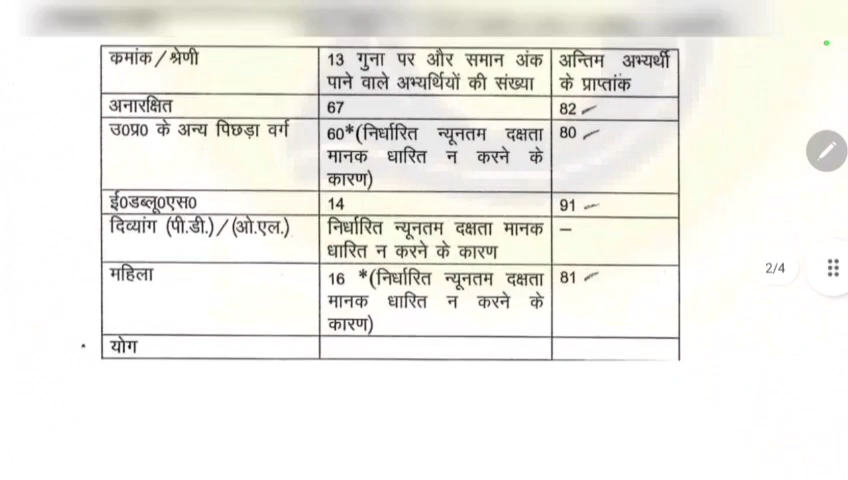 कमांक / श्रेणी
13 गुना पर और समान अंक
पाने वाले अभ्यर्थियों की संख्या
अन्तिम अभ्यर्थी
के प्राप्तांक
अनारक्षित
67
82
उ0प्र0 के अन्य पिछड़ा वर्ग
60*(निर्धारित न्यूनतम दक्षता
मानक धारित न करने के
कारण)
80
ई0डब्लू0एस0
14
91
दिव्यांग (पी.डी.) / (ओ.एल.)
निर्धारित न्यूनतम दक्षता मानक
धारित न करने के कारण
–
महिला
16 *(निर्धारित न्यूनतम दक्षता
मानक धारित न करने के
कारण)
81
योग
2/4